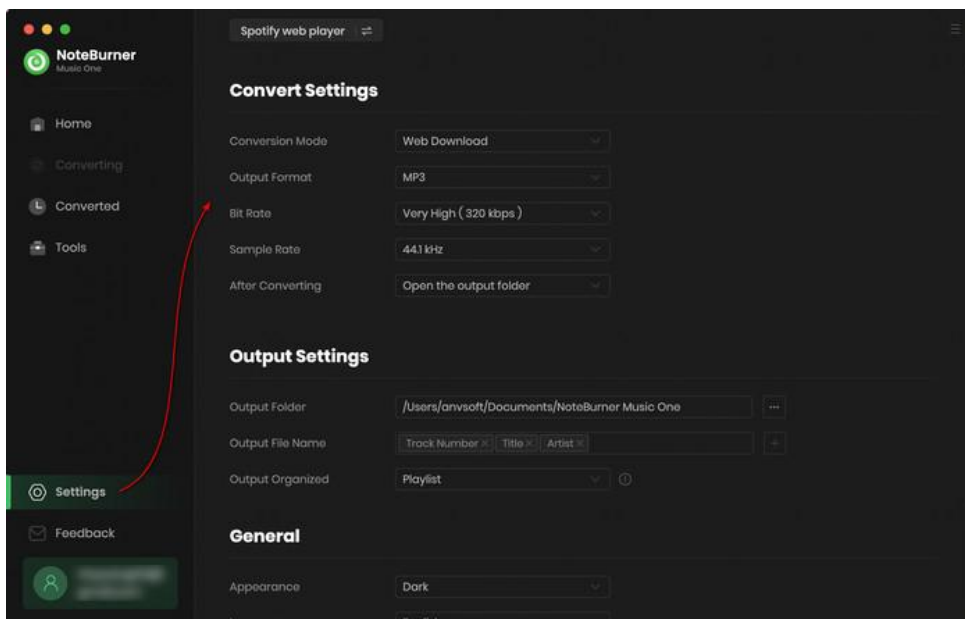 NoteBurner
Music One
Home
Converting
Converted
Tools
Settings
Feedback
Spotify web player
Convert Settings
Conversion Mode Web Download
Output Format MP3
Bit Rate Very High ( 320 kbps )
Sample Rate 44.1 kHz
After Converting Open the output folder
Output Settings
Output Folder /Users/anvsoft/Documents/NoteBurner Music One ...
Output File Name Track Number × Title × Artist × +
Output Organized Playlist
General
Appearance Dark